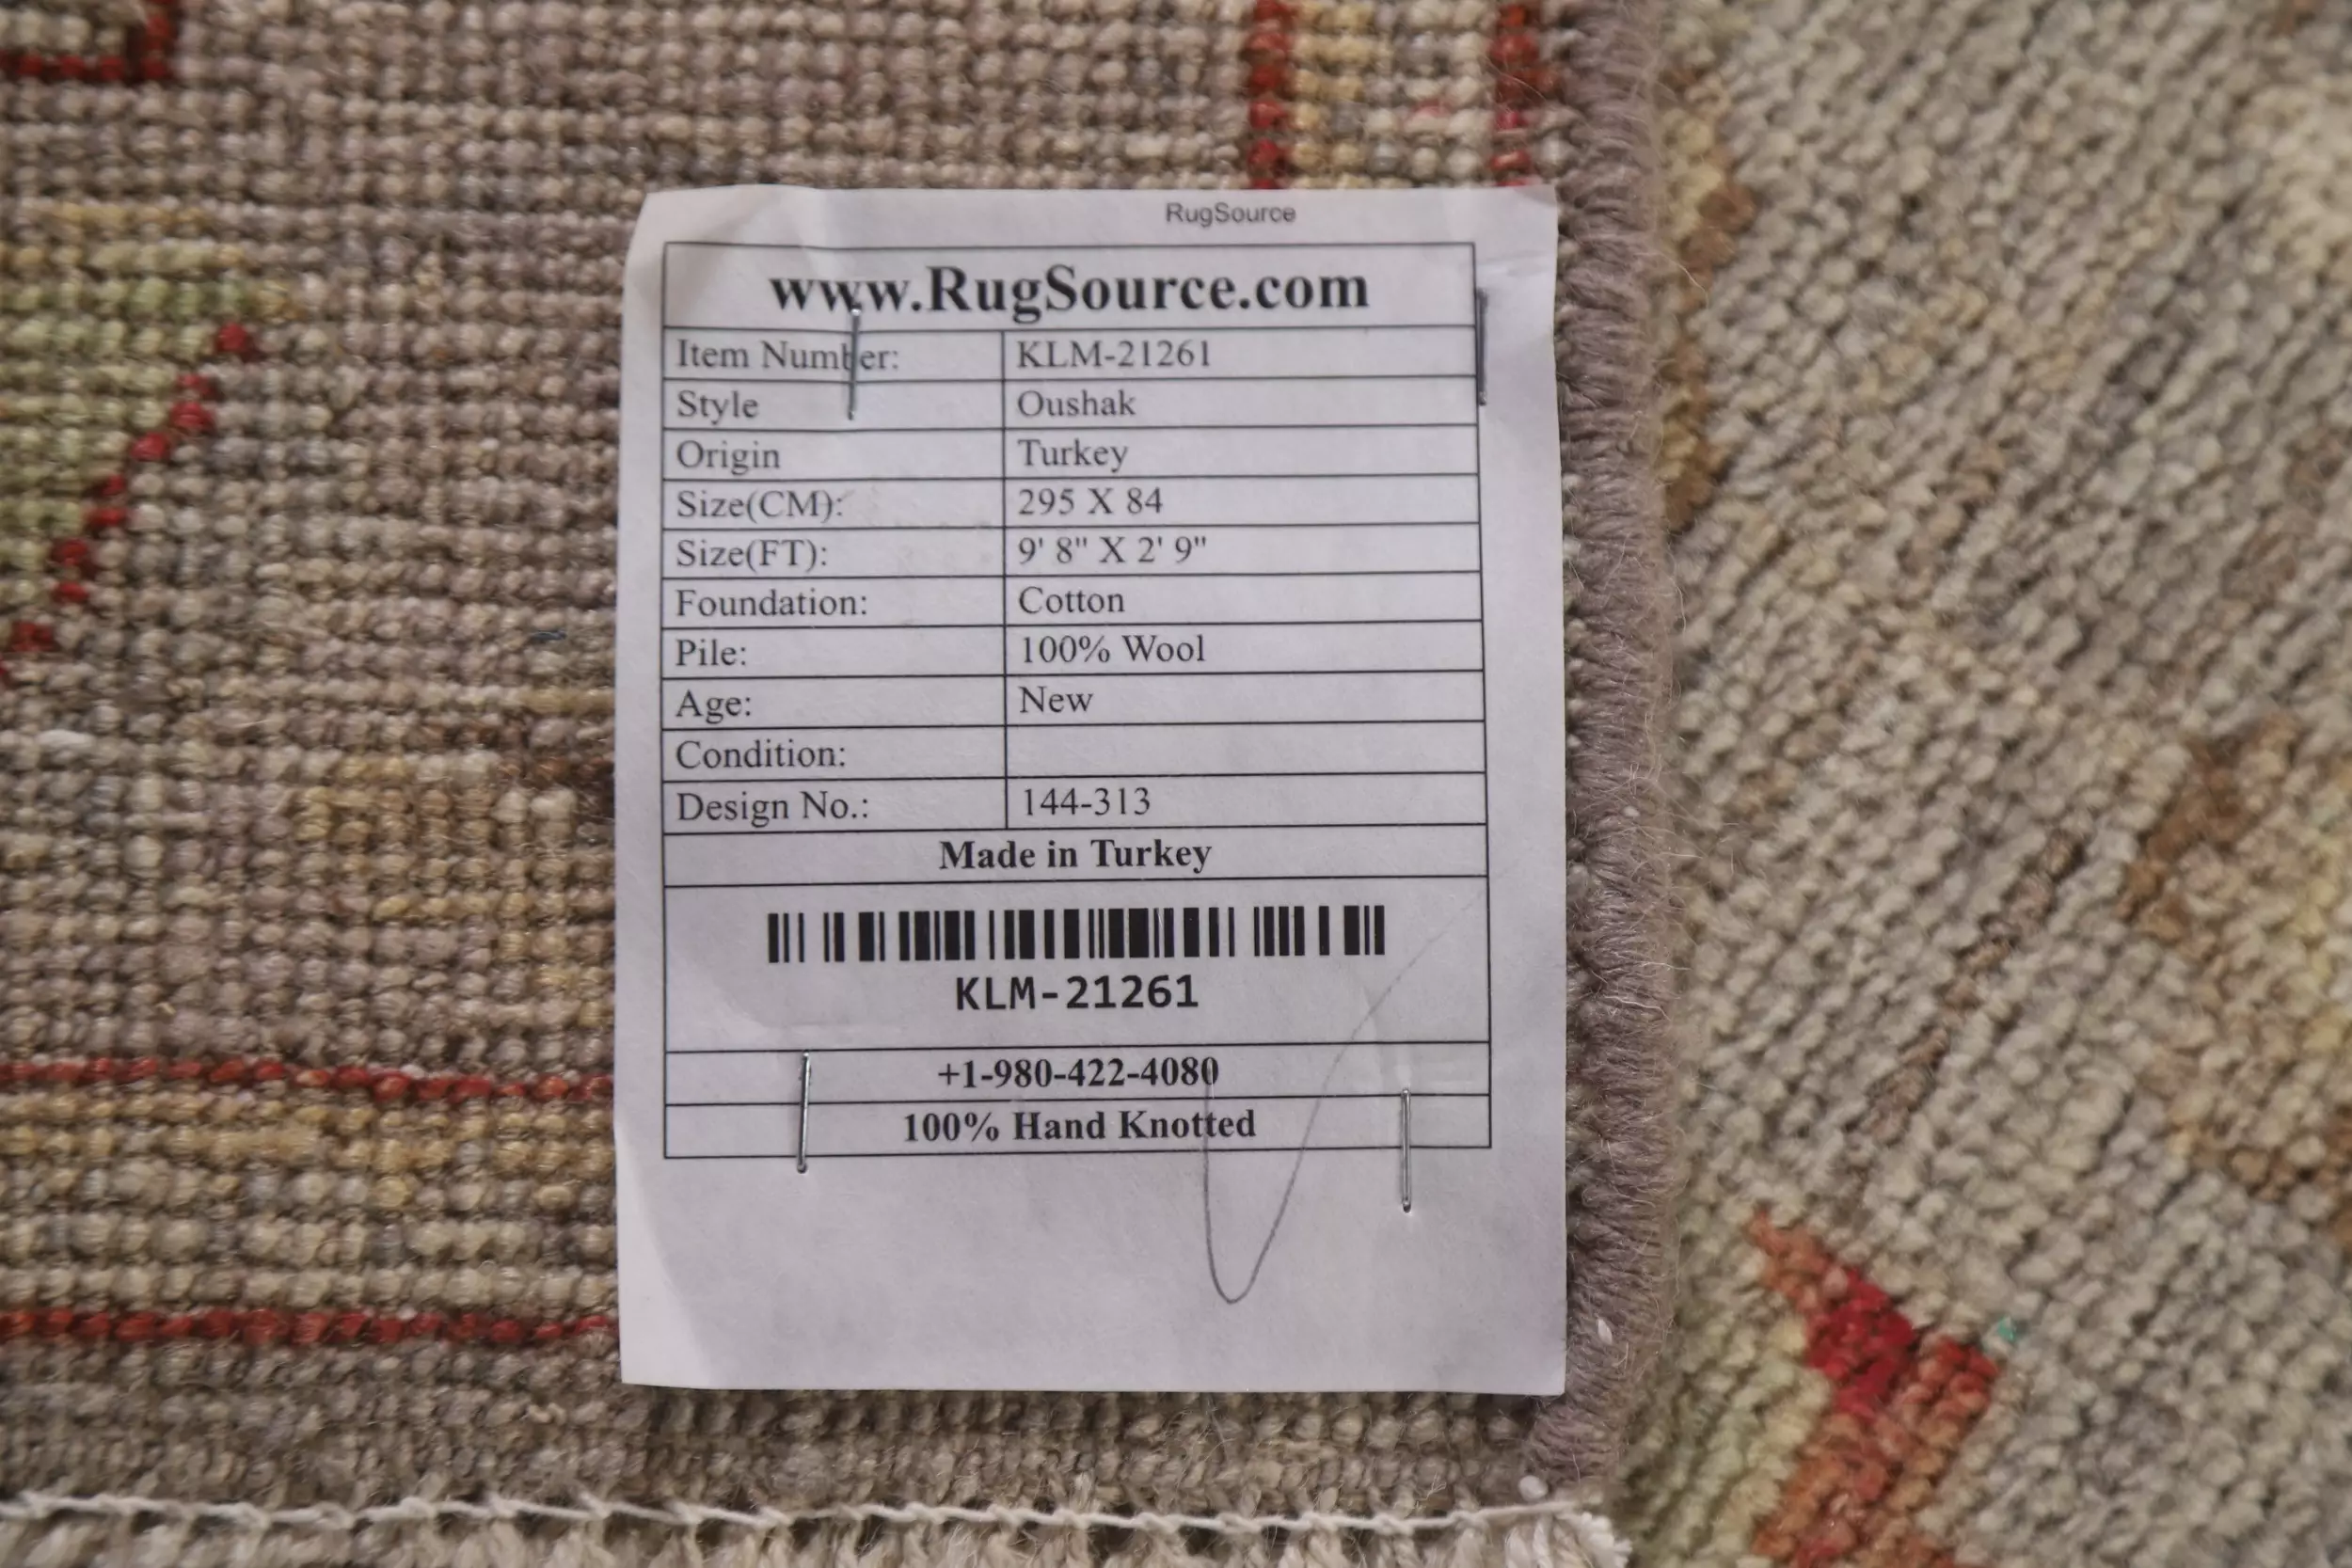 RugSource
www.RugSource.com
Item Number: KLM-21261
Style Oushak
Origin Turkey
Size(CM): 295 X 84
Size(FT): 9' 8" X 2' 9"
Foundation: Cotton
Pile: 100% Wool
Age: New
Condition:
Design No.: 144-313
Made in Turkey
KLM-21261
+1-980-422-4080
100% Hand Knotted